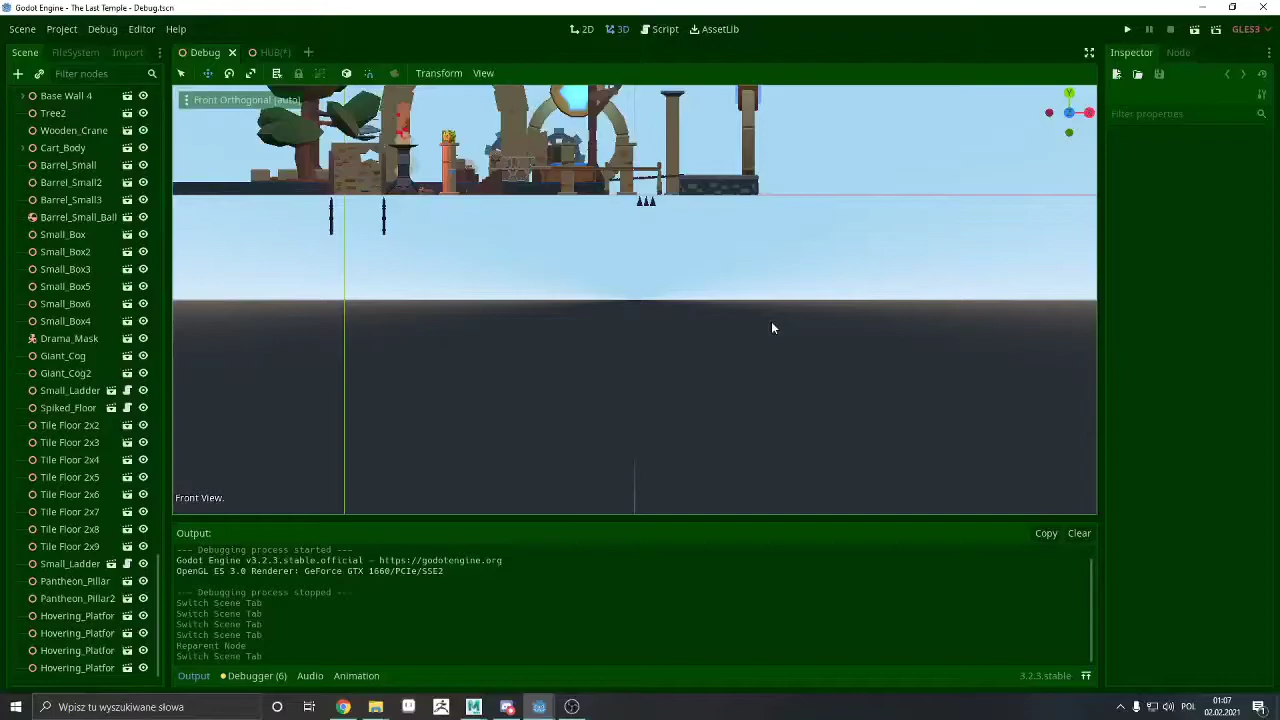 Godot Engine - The Last Temple - Debug.tscn
Scene Project Debug Editor Help
2D 3D Script AssetLib
GLES3
Scene FileSystem Import
Filter nodes
Base Wall 4
Tree2
Wooden_Crane
Cart_Body
Barrel_Small
Barrel_Small2
Barrel_Small3
Barrel_Small_Ball
Small_Box
Small_Box2
Small_Box3
Small_Box5
Small_Box6
Small_Box4
Drama_Mask
Giant_Cog
Giant_Cog2
Small_Ladder
Spiked_Floor
Tile Floor 2x2
Tile Floor 2x3
Tile Floor 2x4
Tile Floor 2x5
Tile Floor 2x6
Tile Floor 2x7
Tile Floor 2x8
Tile Floor 2x9
Small_Ladder
Pantheon_Pillar
Pantheon_Pillar2
Hovering_Platfor
Hovering_Platfor
Hovering_Platfor
Hovering_Platfor
Debug HUB(*)
Transform View
Front Orthogonal [auto]
Y
Z
X
Front View.
Output:
Copy Clear
--- Debugging process started ---
Godot Engine v3.2.3.stable.official - https://godotengine.org
OpenGL ES 3.0 Renderer: GeForce GTX 1660/PCIe/SSE2
--- Debugging process stopped ---
Switch Scene Tab
Switch Scene Tab
Switch Scene Tab
Switch Scene Tab
Reparent Node
Switch Scene Tab
Output Debugger (6) Audio Animation
3.2.3.stable
Inspector Node
Filter properties
Wpisz tu wyszukiwane słowa
POL
01:07
02.02.2021